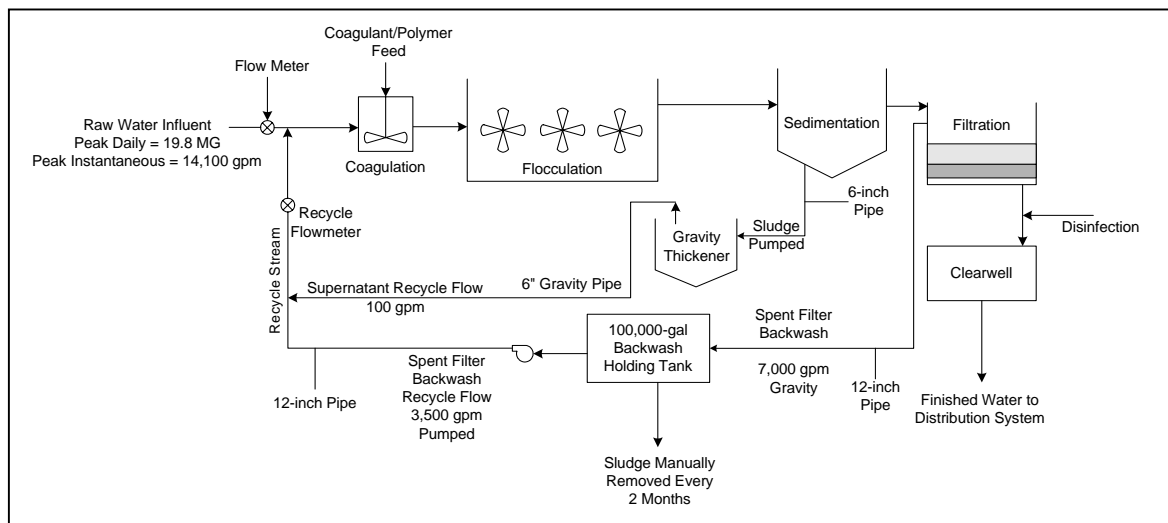 Coagulant/Polymer
Feed
Flow Meter
Raw Water Influent
Peak Daily = 19.8 MG
Peak Instantaneous = 14,100 gpm
Coagulation
Flocculation
Sedimentation
Filtration
6-inch
Pipe
Disinfection
Recycle
Flowmeter
Gravity
Thickener
Sludge
Pumped
Clearwell
Recycle Stream
Supernatant Recycle Flow
100 gpm
6" Gravity Pipe
Spent Filter
Backwash
7,000 gpm
Gravity
12-inch
Pipe
100,000-gal
Backwash
Holding Tank
12-inch Pipe
Spent Filter
Backwash
Recycle Flow
3,500 gpm
Pumped
Finished Water to
Distribution System
Sludge Manually
Removed Every
2 Months